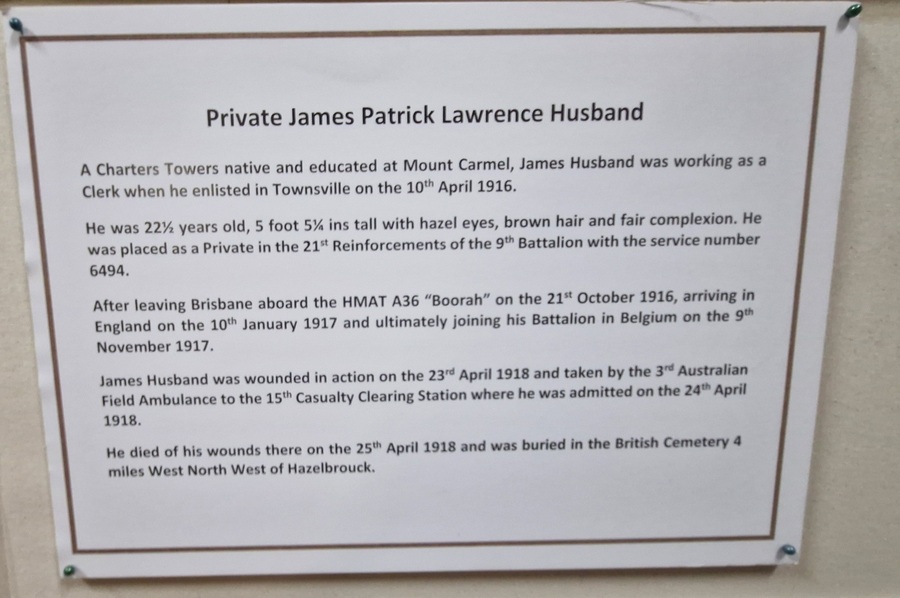 Private James Patrick Lawrence Husband
A Charters Towers native and educated at Mount Carmel, James Husband was working as a
Clerk when he enlisted in Townsville on the 10th April 1916.
He was 22½ years old, 5 foot 5¼ ins tall with hazel eyes, brown hair and fair complexion. He
was placed as a Private in the 21st Reinforcements of the 9th Battalion with the service number
6494.
After leaving Brisbane aboard the HMAT A36 “Boorah” on the 21st October 1916, arriving in
England on the 10th January 1917 and ultimately joining his Battalion in Belgium on the 9th
November 1917.
James Husband was wounded in action on the 23rd April 1918 and taken by the 3rd Australian
Field Ambulance to the 15th Casualty Clearing Station where he was admitted on the 24th April
1918.
He died of his wounds there on the 25th April 1918 and was buried in the British Cemetery 4
miles West North West of Hazelbrouck.